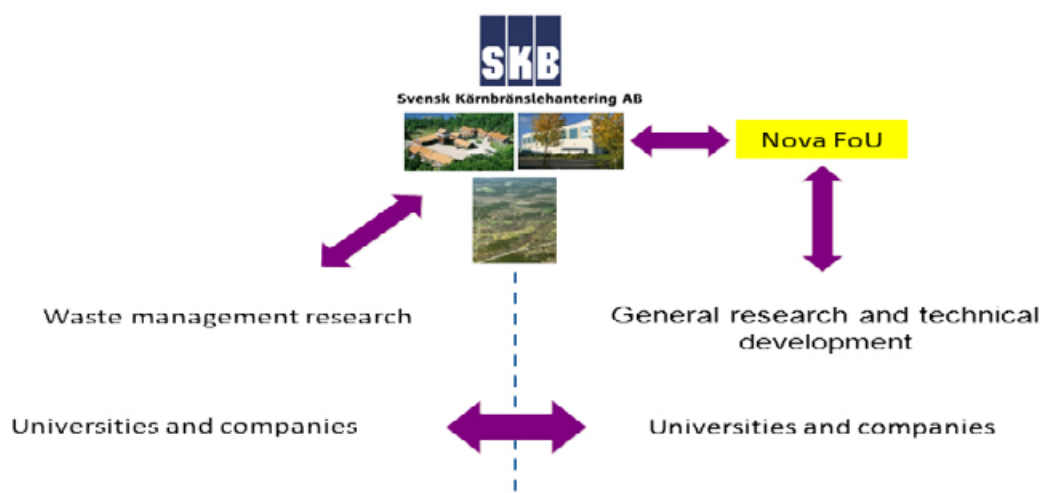 SKB
Svensk Kärnbränslehantering AB
Nova FoU
Waste management research
General research and technical
development
Universities and companies
Universities and companies